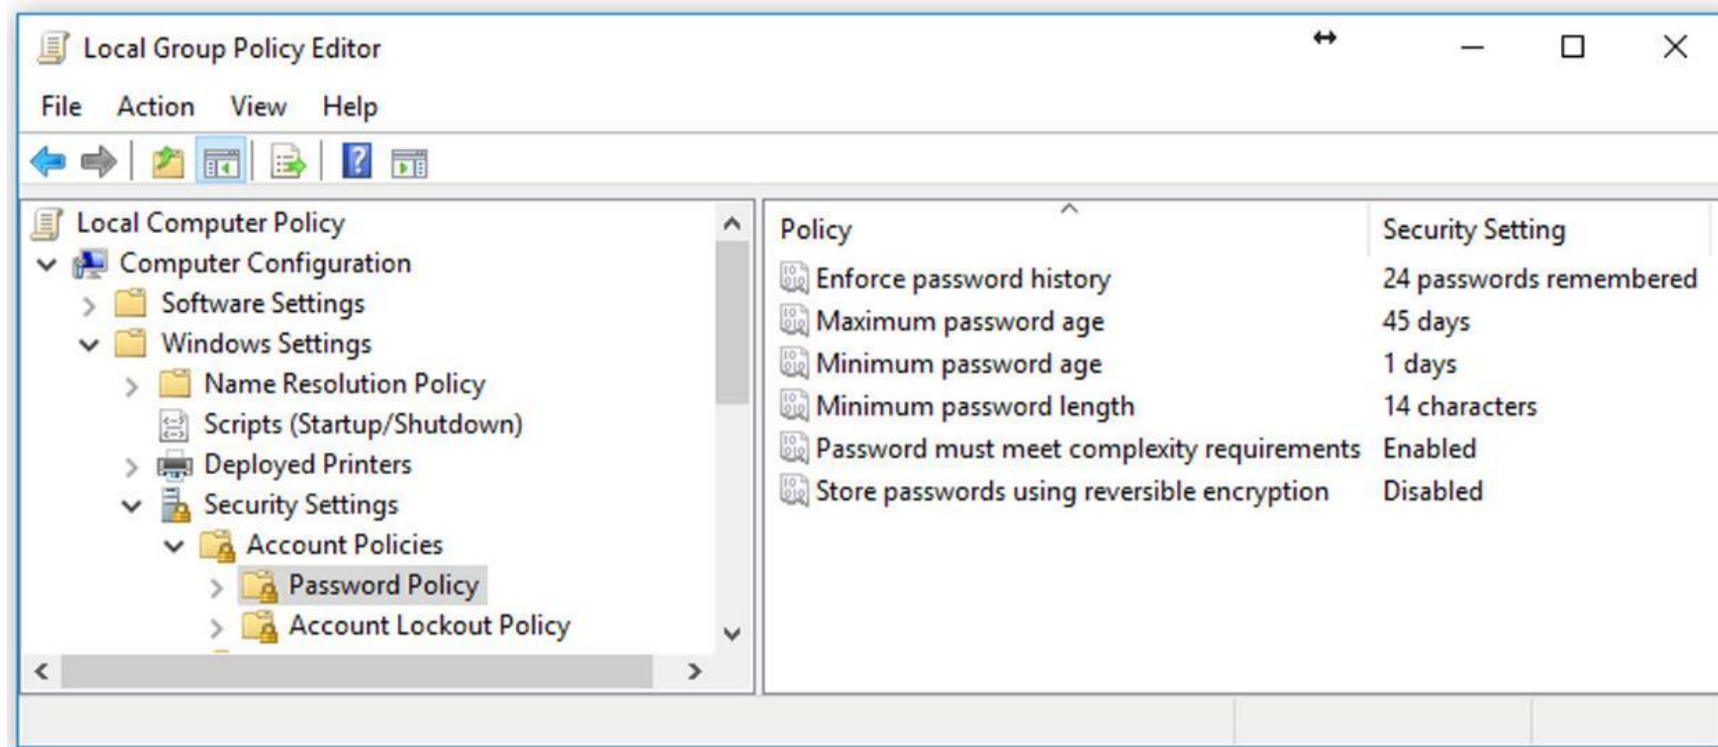 Local Group Policy Editor
File Action View Help
Local Computer Policy
Computer Configuration
Software Settings
Windows Settings
Name Resolution Policy
Scripts (Startup/Shutdown)
Deployed Printers
Security Settings
Account Policies
Password Policy
Account Lockout Policy
Policy Security Setting
Enforce password history 24 passwords remembered
Maximum password age 45 days
Minimum password age 1 days
Minimum password length 14 characters
Password must meet complexity requirements Enabled
Store passwords using reversible encryption Disabled